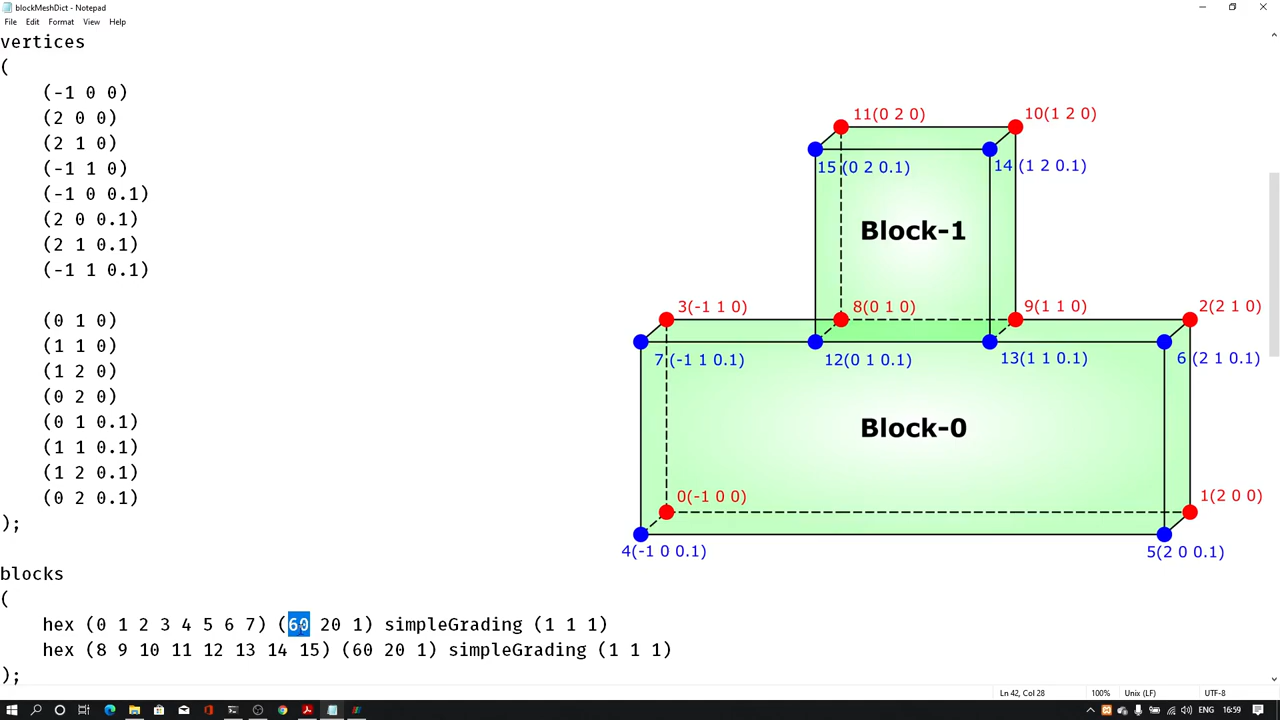 blockMeshDict - Notepad
File Edit Format View Help
vertices
(
(-1 0 0)
(2 0 0)
(2 1 0)
(-1 1 0)
(-1 0 0.1)
(2 0 0.1)
(2 1 0.1)
(-1 1 0.1)
(0 1 0)
(1 1 0)
(1 2 0)
(0 2 0)
(0 1 0.1)
(1 1 0.1)
(1 2 0.1)
(0 2 0.1)
);
blocks
(
hex (0 1 2 3 4 5 6 7) (60 20 1) simpleGrading (1 1 1)
hex (8 9 10 11 12 13 14 15) (60 20 1) simpleGrading (1 1 1)
);
11(0 2 0) 10(1 2 0)
15 (0 2 0.1) 14 (1 2 0.1)
Block-1
3(-1 1 0) 8(0 1 0) 9(1 1 0) 2(2 1 0)
7 (-1 1 0.1) 12(0 1 0.1) 13(1 1 0.1) 6 (2 1 0.1)
Block-0
0(-1 0 0) 1(2 0 0)
4(-1 0 0.1) 5(2 0 0.1)
Ln 42, Col 28 100% Unix (LF) UTF-8
ENG 16:59